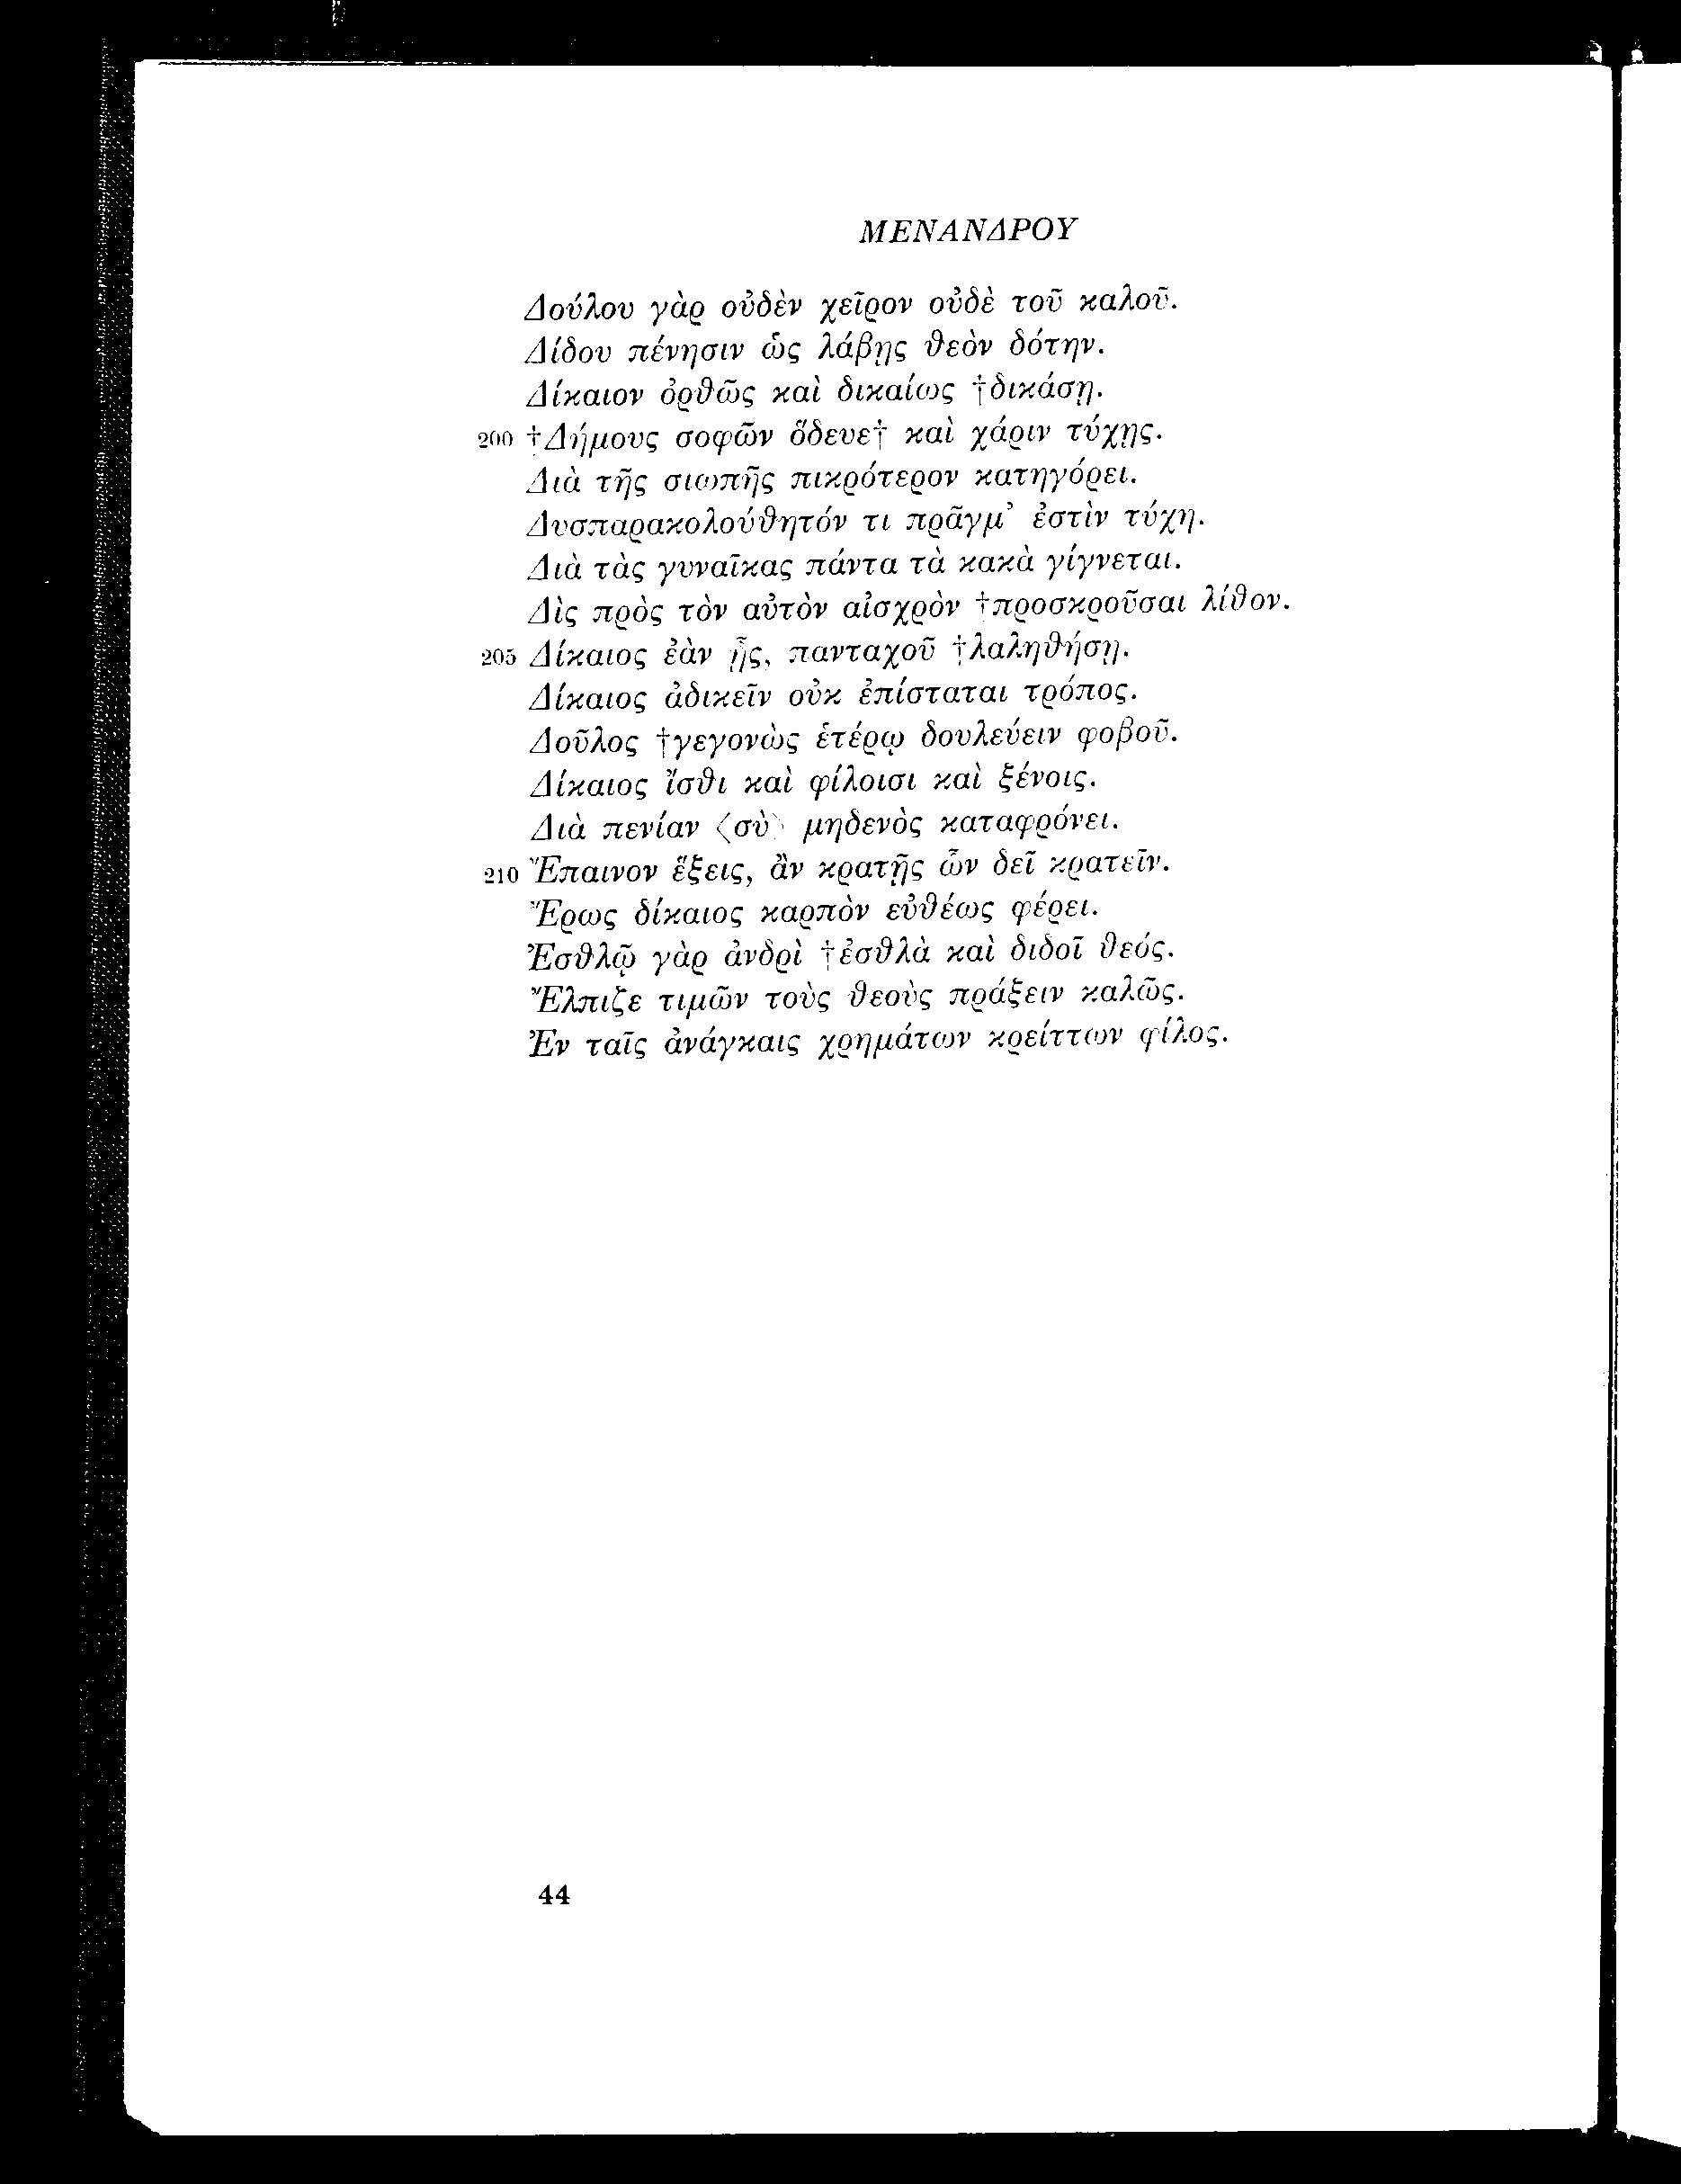 ΜΕΝΑΝΔΡΟΥ
Δούλου γὰρ οὐδὲν χεῖρον οὐδὲ τοῦ καλοῦ.
Δίδου πένησιν ὡς λάβῃς θεὸν δότην.
Δίκαιον ὀρθῶς καὶ δικαίως †δικάσῃ.
200 †Δήμους σοφῶν ὅδευε† καὶ χάριν τύχῃς.
Διὰ τῆς σιωπῆς πικρότερον κατηγόρει.
Δυσπαρακολούθητόν τι πρᾶγμ’ ἐστὶν τύχη.
Διὰ τὰς γυναῖκας πάντα τὰ κακὰ γίγνεται.
Δὶς πρὸς τὸν αὐτὸν αἰσχρὸν †προσκροῦσαι λίθον.
205 Δίκαιος ἐὰν ᾖς, πανταχοῦ †λαληθήσῃ.
Δίκαιος ἀδικεῖν οὐκ ἐπίσταται τρόπος.
Δοῦλος †γεγονὼς ἑτέρῳ δουλεύειν φοβοῦ.
Δίκαιος ἴσθι καὶ φίλοισι καὶ ξένοις.
Διὰ πενίαν ⟨σὺ⟩ μηδενὸς καταφρόνει.
210 Ἔπαινον ἕξεις, ἂν κρατῇς ὧν δεῖ κρατεῖν.
Ἔρως δίκαιος καρπὸν εὐθέως φέρει.
Ἐσθλῷ γὰρ ἀνδρὶ †ἐσθλὰ καὶ διδοῖ θεός.
Ἔλπιζε τιμῶν τοὺς θεοὺς πράξειν καλῶς.
Ἐν ταῖς ἀνάγκαις χρημάτων κρείττων φίλος.
44